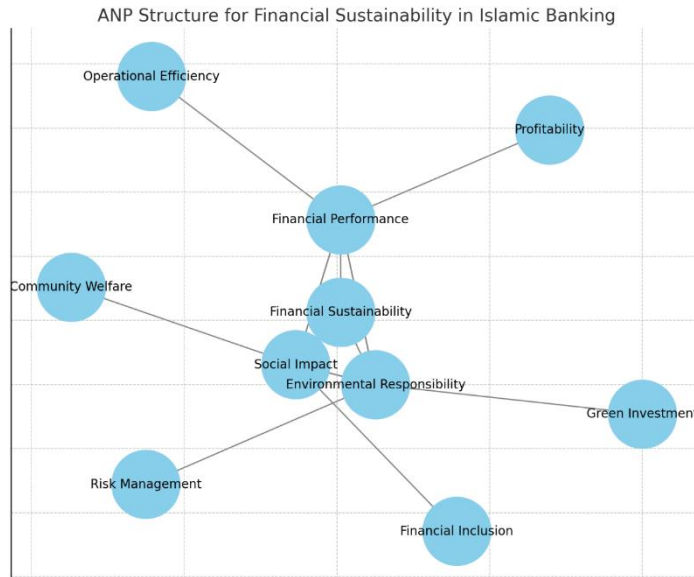 ANP Structure for Financial Sustainability in Islamic Banking
Operational Efficiency
Profitability
Financial Performance
Community Welfare
Financial Sustainability
Social Impact
Environmental Responsibility
Green Investment
Risk Management
Financial Inclusion